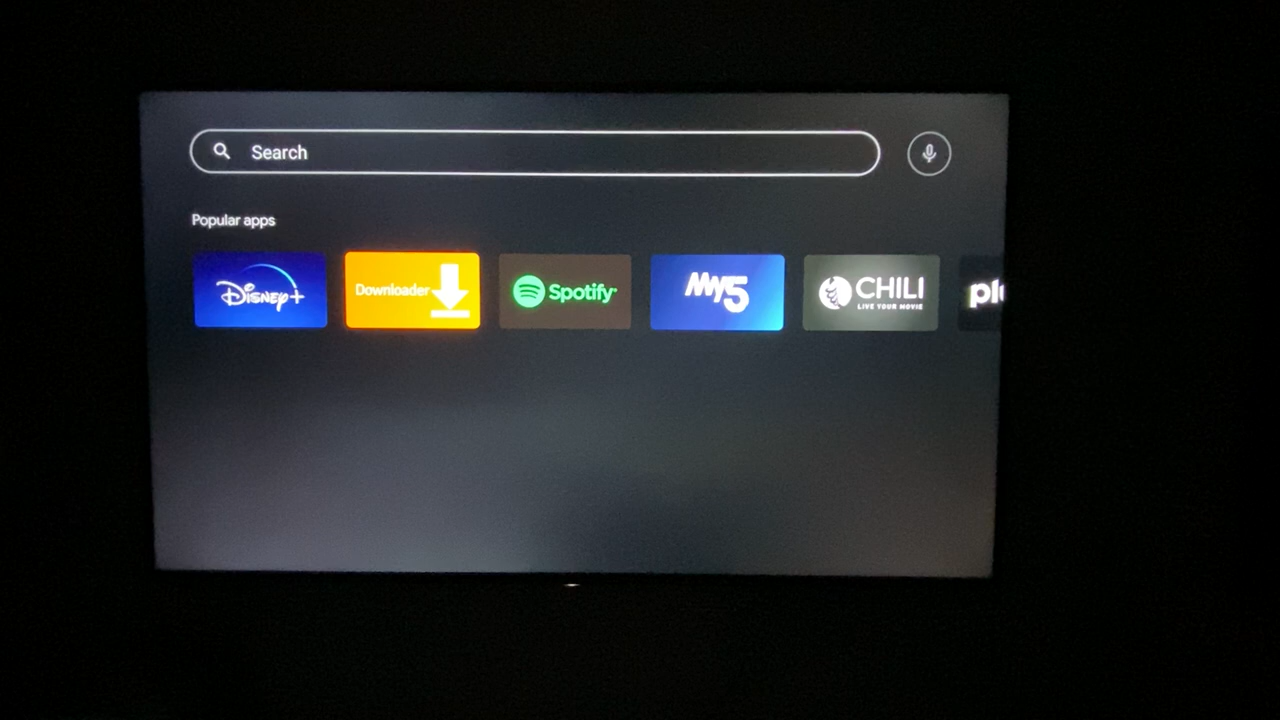 Search
Popular apps
Disney+
Downloader
Spotify
My5
CHILI
LIVE YOUR MOVIE